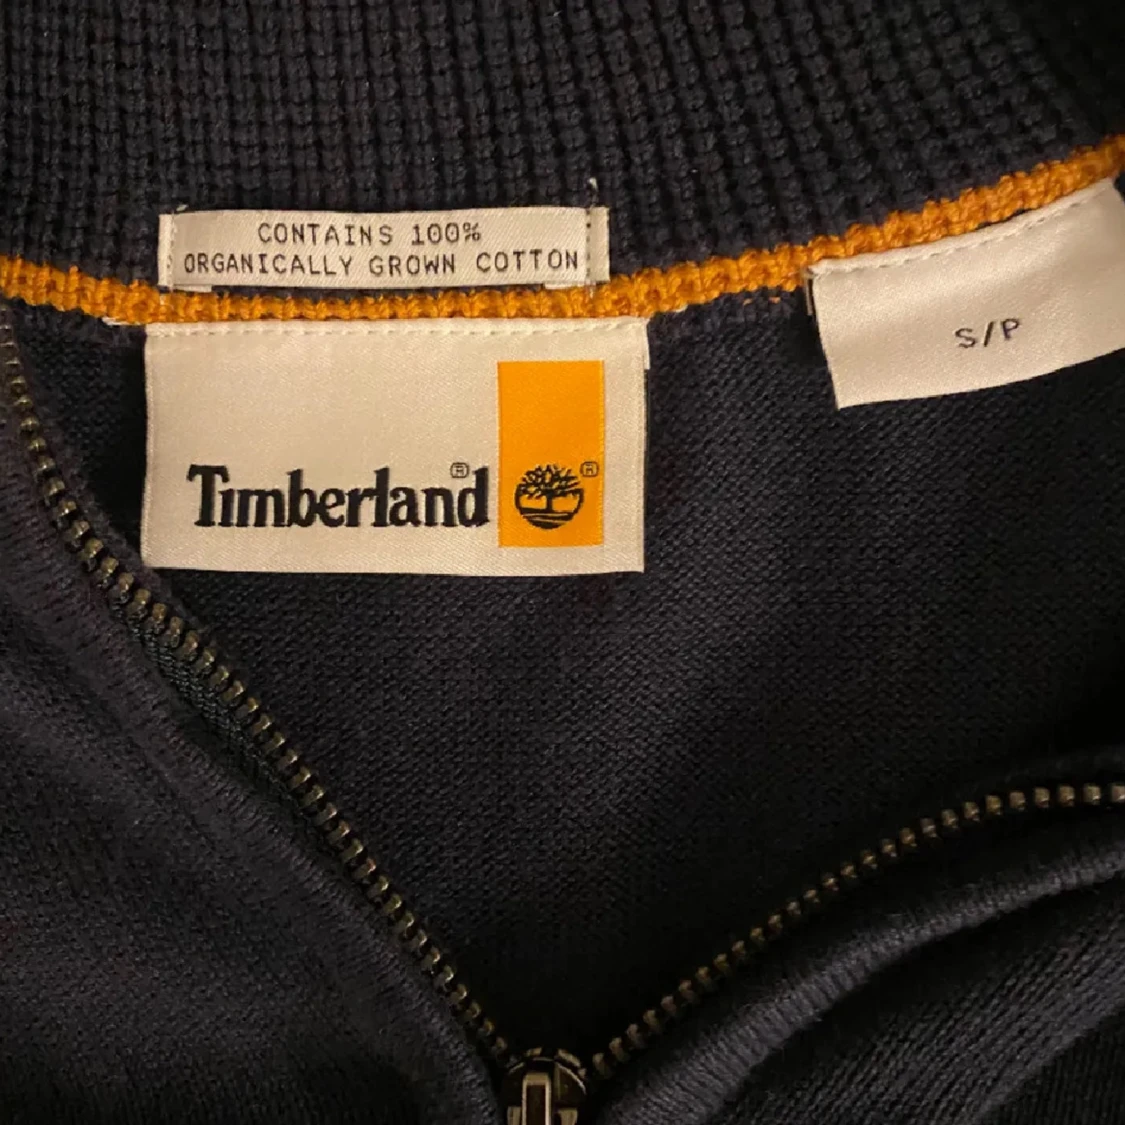 CONTAINS 100%
ORGANICALLY GROWN COTTON
S/P
Timberland®
®